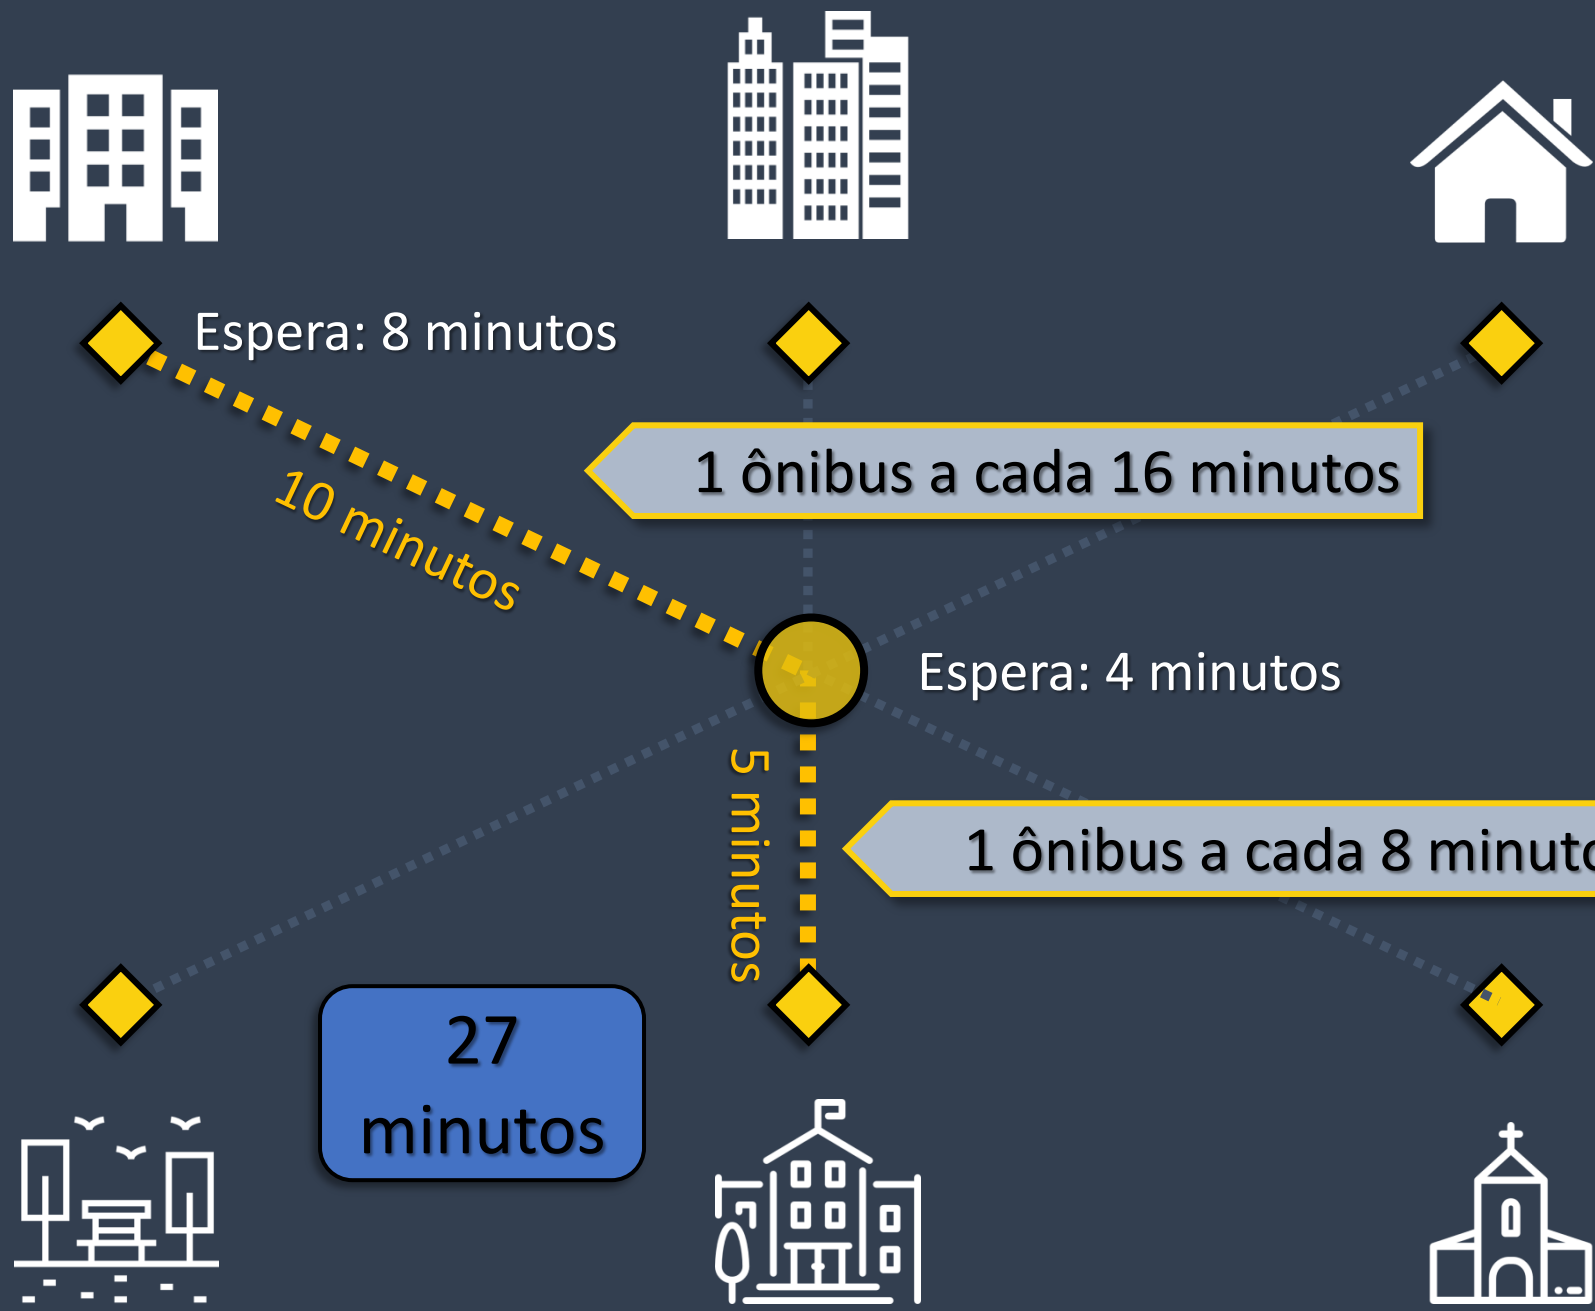 Espera: 8 minutos
1 ônibus a cada 16 minutos
10 minutos
Espera: 4 minutos
5 minutos
1 ônibus a cada 8 minuto
27
minutos